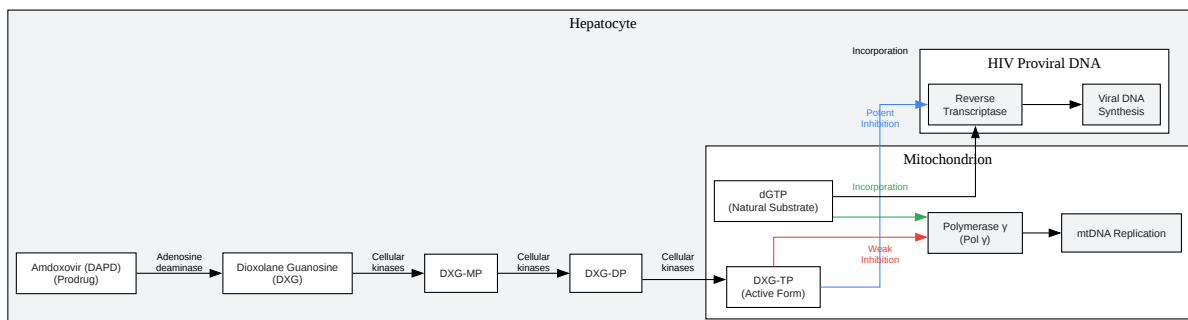 Hepatocyte
Incorporation
HIV Proviral DNA
Reverse
Transcriptase
Viral DNA
Synthesis
Potent
Inhibition
Mitochondrion
dGTP
(Natural Substrate)
Incorporation
Polymerase γ
(Pol γ)
mtDNA Replication
Weak
Inhibition
Amdoxovir (DAPD)
(Prodrug)
Adenosine
deaminase
Dioxolane Guanosine
(DXG)
Cellular
kinases
DXG-MP
Cellular
kinases
DXG-DP
Cellular
kinases
DXG-TP
(Active Form)